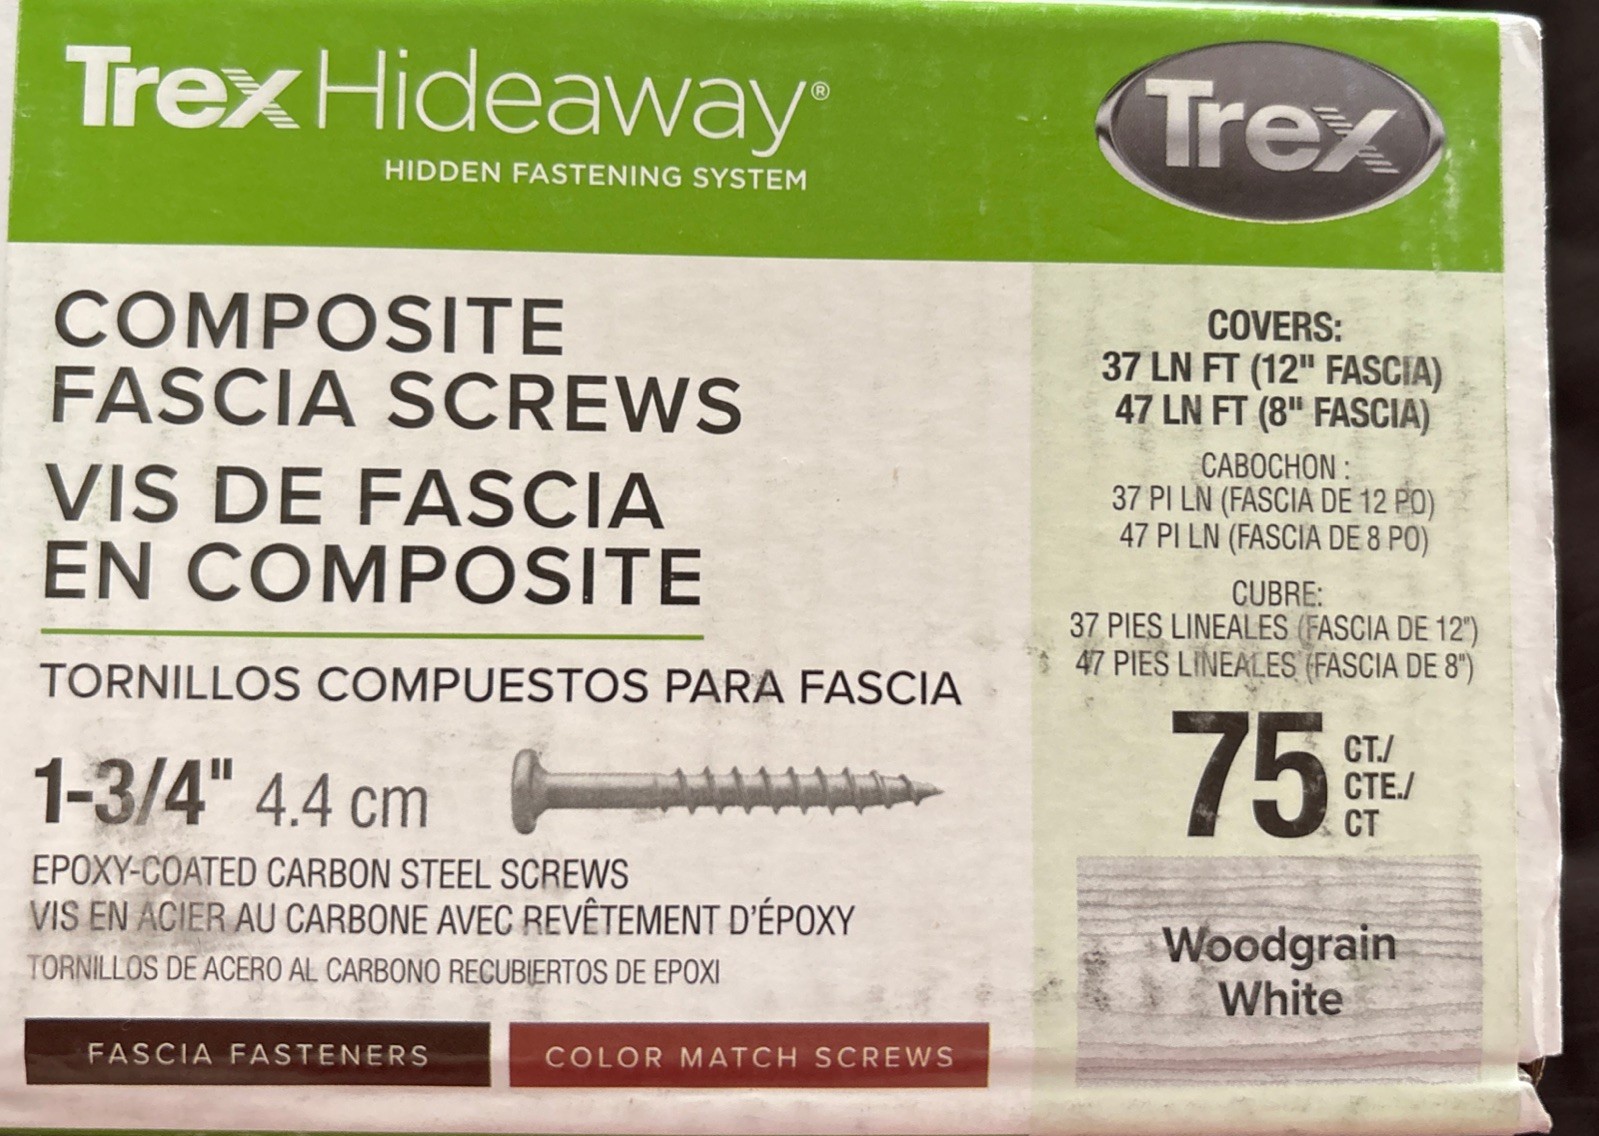 Trex Hideaway®
HIDDEN FASTENING SYSTEM
Trex
COMPOSITE
FASCIA SCREWS
VIS DE FASCIA
EN COMPOSITE
TORNILLOS COMPUESTOS PARA FASCIA
1-3/4" 4.4 cm
EPOXY-COATED CARBON STEEL SCREWS
VIS EN ACIER AU CARBONE AVEC REVÊTEMENT D'ÉPOXY
TORNILLOS DE ACERO AL CARBONO RECUBIERTOS DE EPOXI
FASCIA FASTENERS
COLOR MATCH SCREWS
COVERS:
37 LN FT (12" FASCIA)
47 LN FT (8" FASCIA)
CABOCHON :
37 PI LN (FASCIA DE 12 PO)
47 PI LN (FASCIA DE 8 PO)
CUBRE:
37 PIES LINEALES (FASCIA DE 12")
47 PIES LINEALES (FASCIA DE 8")
75 CT./
CTE./
CT
Woodgrain
White